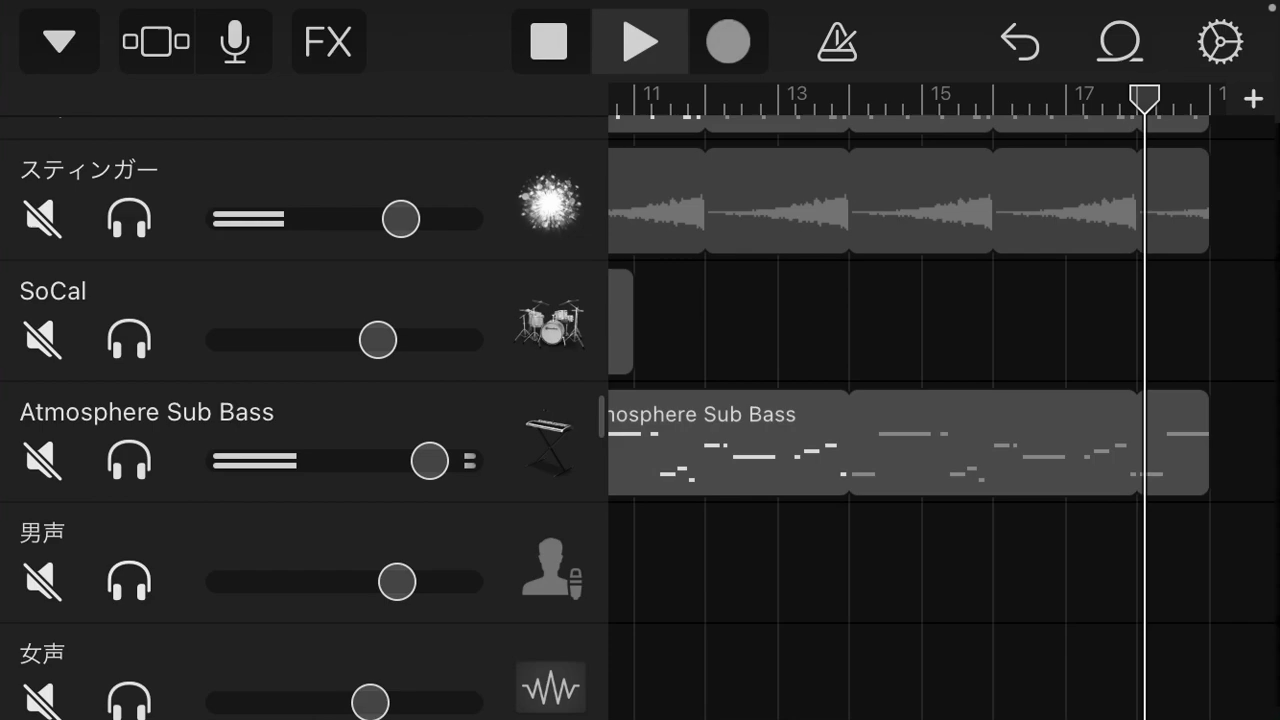 FX
11
13
15
17
1
スティンガー
SoCal
Atmosphere Sub Bass
nosphere Sub Bass
男声
女声